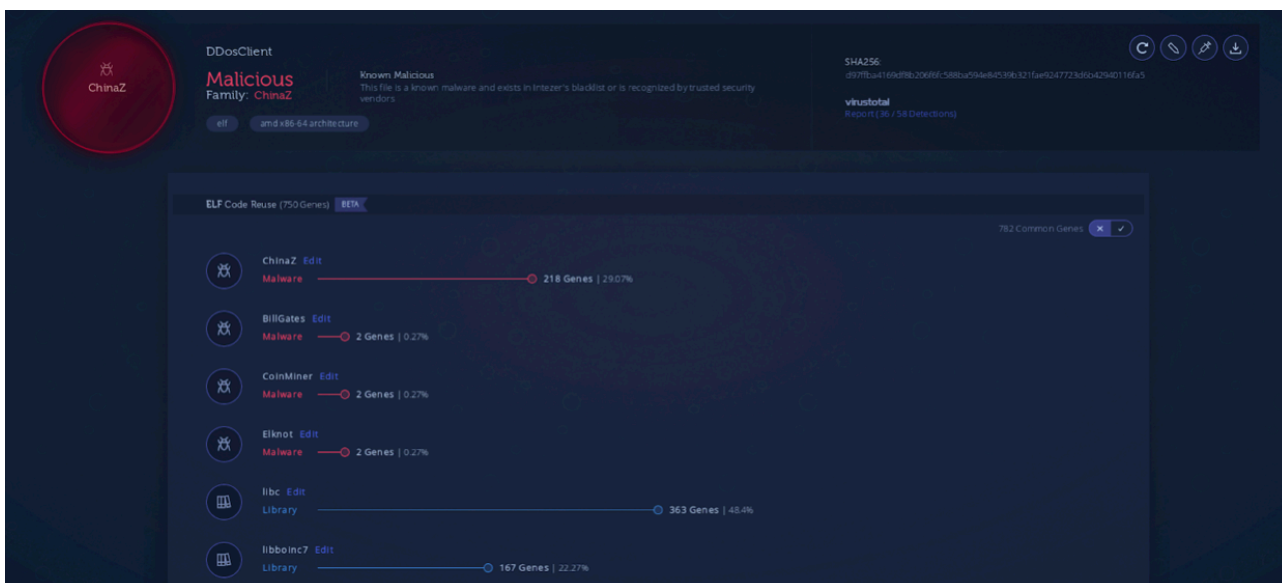 ChinaZ
DDosClient
Malicious
Family: ChinaZ
elf
amd x86-64 architecture
Known Malicious
This file is a known malware and exists in Intezer's blacklist or is recognized by trusted security
vendors
SHA256:
virustotal
Report (36 / 58 Detections)
ELF Code Reuse (750 Genes) BETA
782 Common Genes
ChinaZ Edit
Malware 218 Genes | 29.07%
BillGates Edit
Malware 2 Genes | 0.27%
CoinMiner Edit
Malware 2 Genes | 0.27%
Elknot Edit
Malware 2 Genes | 0.27%
libc Edit
Library 363 Genes | 48.4%
libboinc7 Edit
Library 167 Genes | 22.27%